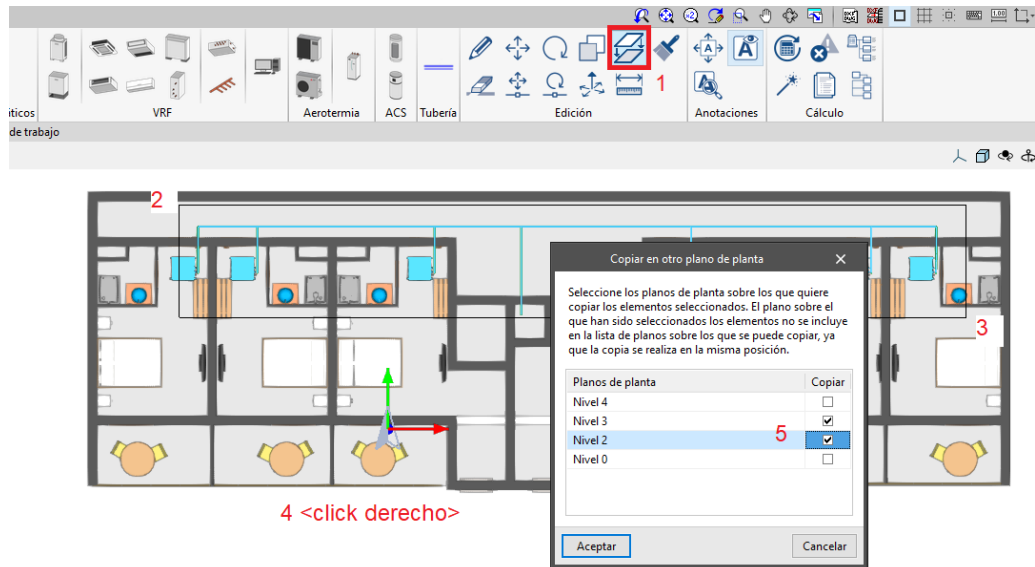 1
áticos
VRF
Aerotermia
ACS
Tubería
Edición
Anotaciones
Cálculo
de trabajo
2
Copiar en otro plano de planta
Seleccione los planos de planta sobre los que quiere
copiar los elementos seleccionados. El plano sobre el
que han sido seleccionados los elementos no se incluye
en la lista de planos sobre los que se puede copiar, ya
que la copia se realiza en la misma posición.
3
Planos de planta Copiar
Nivel 4
Nivel 3
Nivel 2
5
Nivel 0
4 <click derecho>
Aceptar
Cancelar